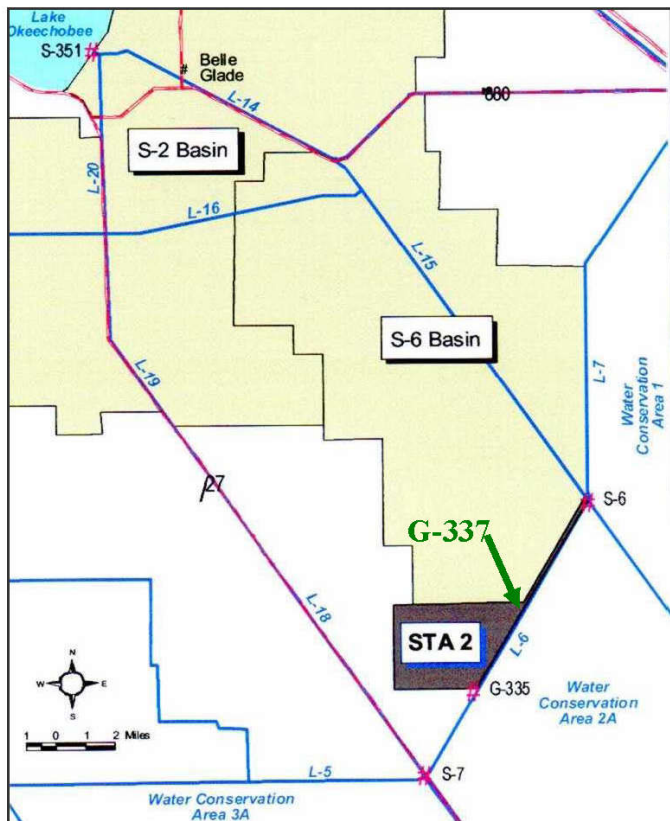 Lake
Okeechobee
S-351
Belle
Glade
880
L-14
S-2 Basin
L-20
L-16
L-15
S-6 Basin
L-7
L-19
Water
Conservation
Area 1
27
S-6
G-337
L-18
STA 2
L-6
G-335
N
W
E
S
Water
Conservation
Area 2A
1 0 1 2 Miles
L-5
S-7
Water Conservation
Area 3A